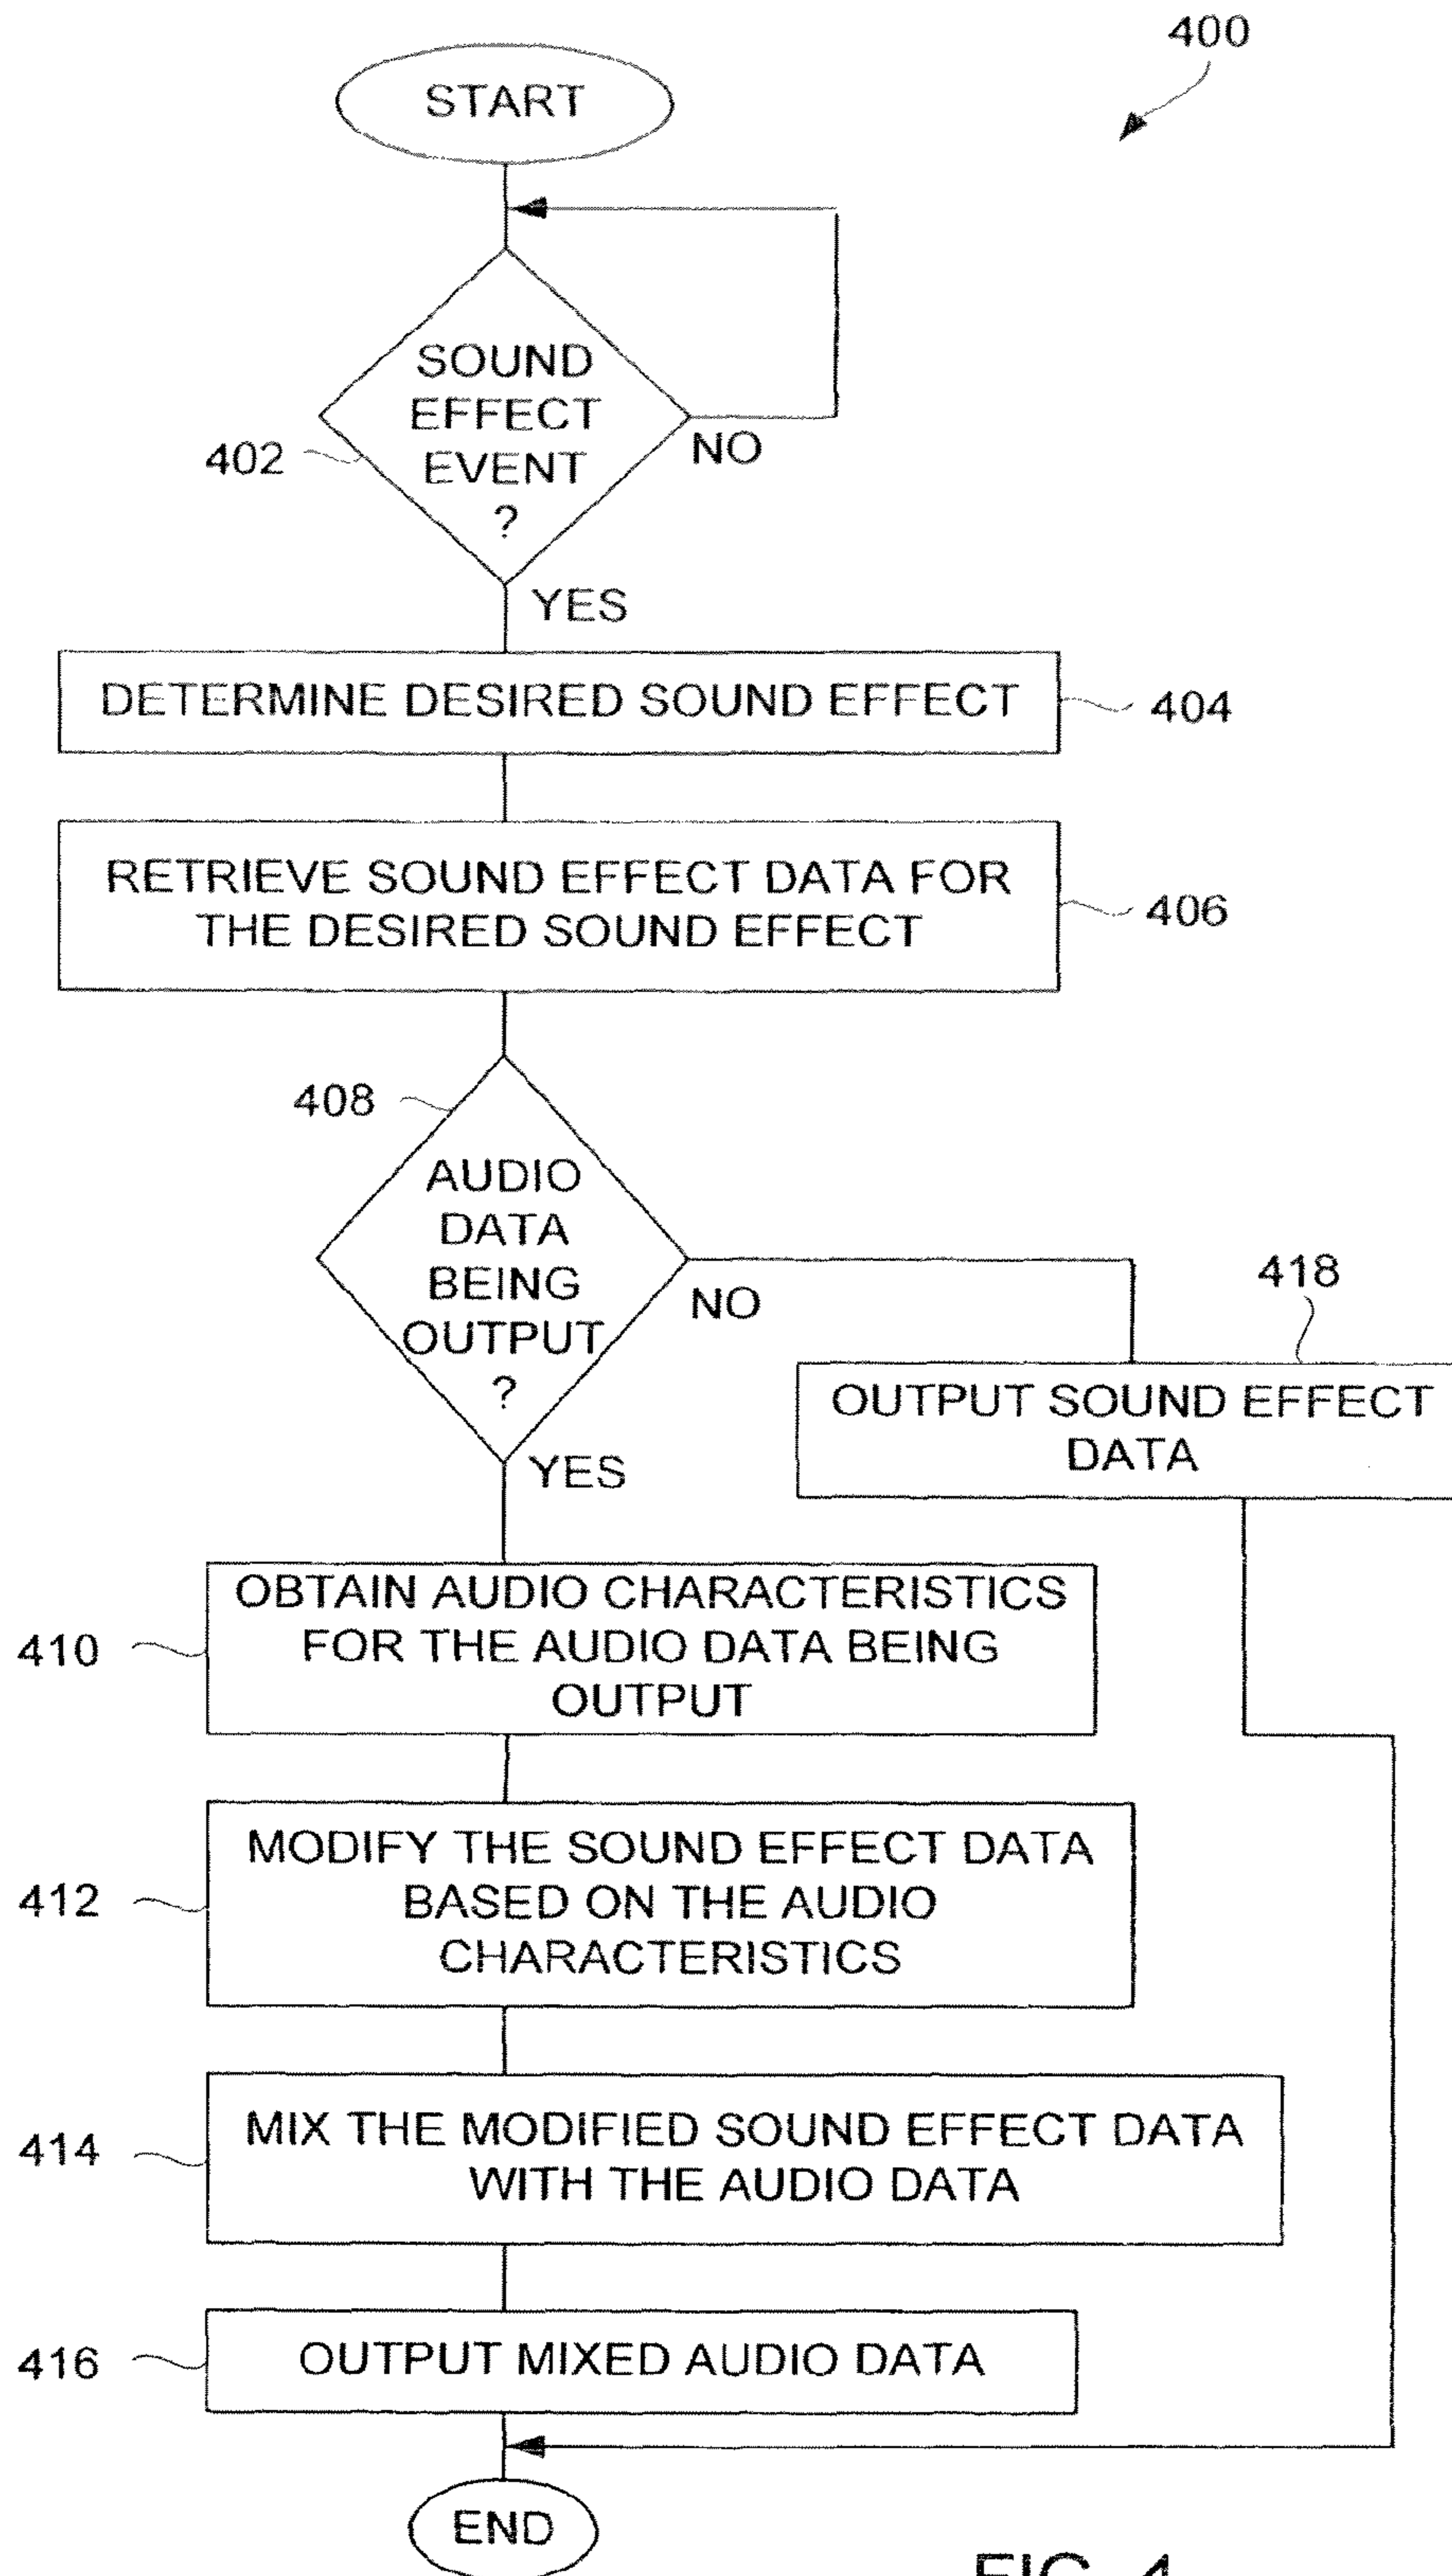 400
START
SOUND
EFFECT
EVENT
?
402
NO
YES
DETERMINE DESIRED SOUND EFFECT
404
RETRIEVE SOUND EFFECT DATA FOR
THE DESIRED SOUND EFFECT
406
408
AUDIO
DATA
BEING
OUTPUT
?
NO
YES
418
OUTPUT SOUND EFFECT
DATA
410
OBTAIN AUDIO CHARACTERISTICS
FOR THE AUDIO DATA BEING
OUTPUT
412
MODIFY THE SOUND EFFECT DATA
BASED ON THE AUDIO
CHARACTERISTICS
414
MIX THE MODIFIED SOUND EFFECT DATA
WITH THE AUDIO DATA
416
OUTPUT MIXED AUDIO DATA
END
FIG. 4